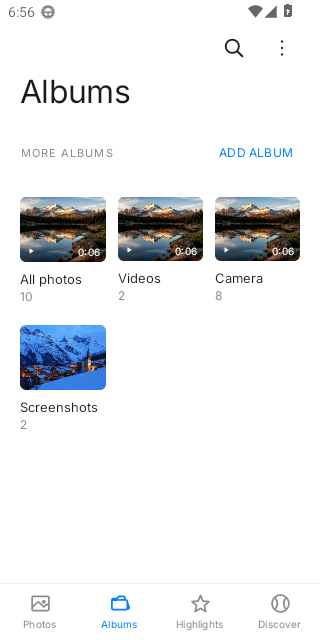 6:56
Albums
MORE ALBUMS
ADD ALBUM
0:06
0:06
0:06
All photos
Videos
Camera
10
2
8
Screenshots
2
Photos
Albums
Highlights
Discover